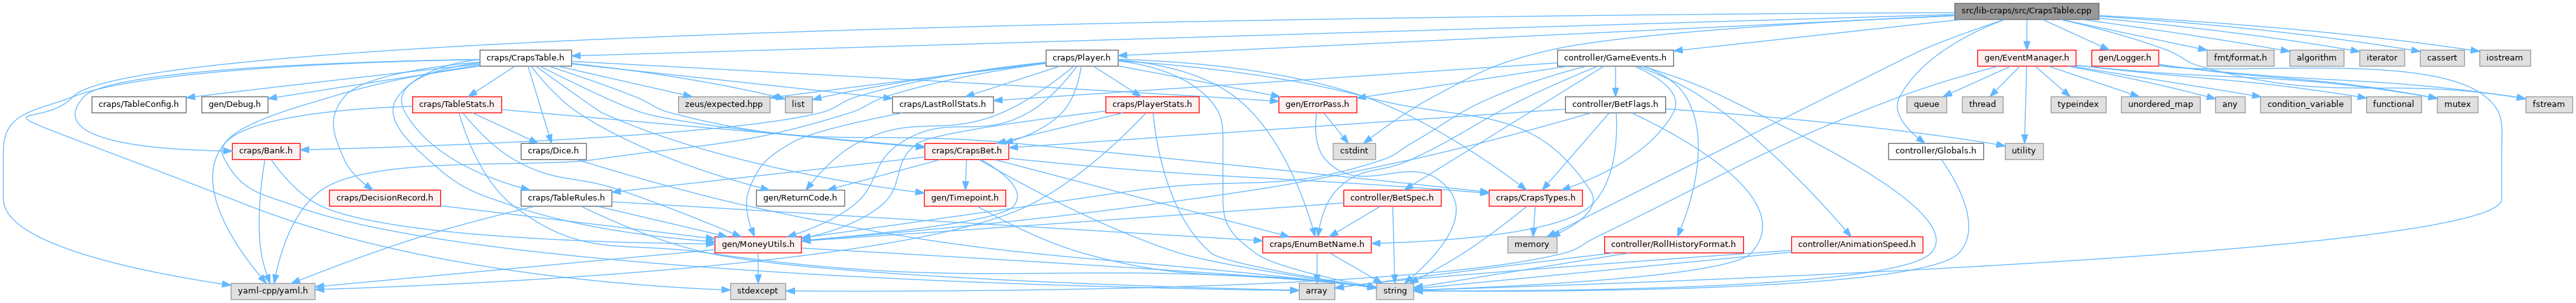 src/lib-craps/src/CrapsTable.cpp
craps/CrapsTable.h
craps/Player.h
controller/GameEvents.h
gen/EventManager.h
gen/Logger.h
fmt/format.h
algorithm
iterator
cassert
iostream
craps/TableConfig.h
gen/Debug.h
craps/TableStats.h
zeus/expected.hpp
list
craps/LastRollStats.h
craps/PlayerStats.h
gen/ErrorPass.h
controller/BetFlags.h
queue
thread
typeindex
unordered_map
any
condition_variable
functional
mutex
fstream
craps/Bank.h
craps/Dice.h
craps/CrapsBet.h
cstdint
controller/Globals.h
utility
craps/DecisionRecord.h
craps/TableRules.h
gen/ReturnCode.h
gen/Timepoint.h
controller/BetSpec.h
craps/CrapsTypes.h
gen/MoneyUtils.h
craps/EnumBetName.h
memory
controller/RollHistoryFormat.h
controller/AnimationSpeed.h
yaml-cpp/yaml.h
stdexcept
array
string